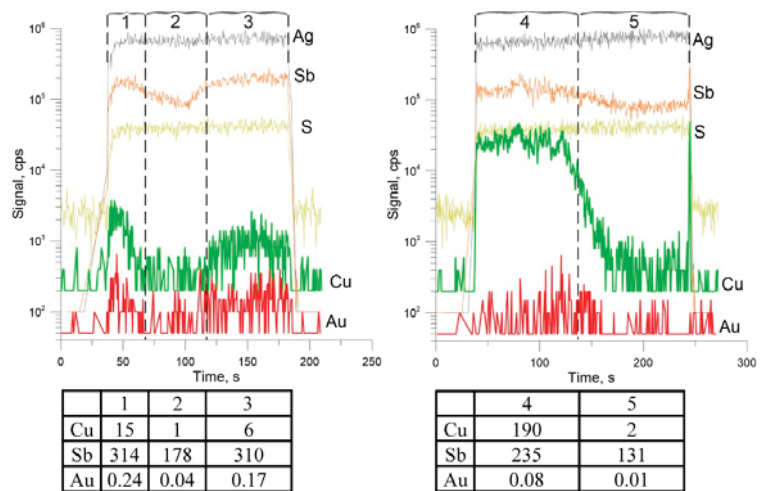 1 2 3
10⁶
10⁵
10⁴
10³
10²
Signal, cps
Ag
Sb
S
Cu
Au
0 50 100 150 200 250
Time, s
1 2 3
Cu 15 1 6
Sb 314 178 310
Au 0.24 0.04 0.17
4 5
10⁶
10⁵
10⁴
10³
10²
Signal, cps
Ag
Sb
S
Cu
Au
0 100 200 300
Time, s
4 5
Cu 190 2
Sb 235 131
Au 0.08 0.01